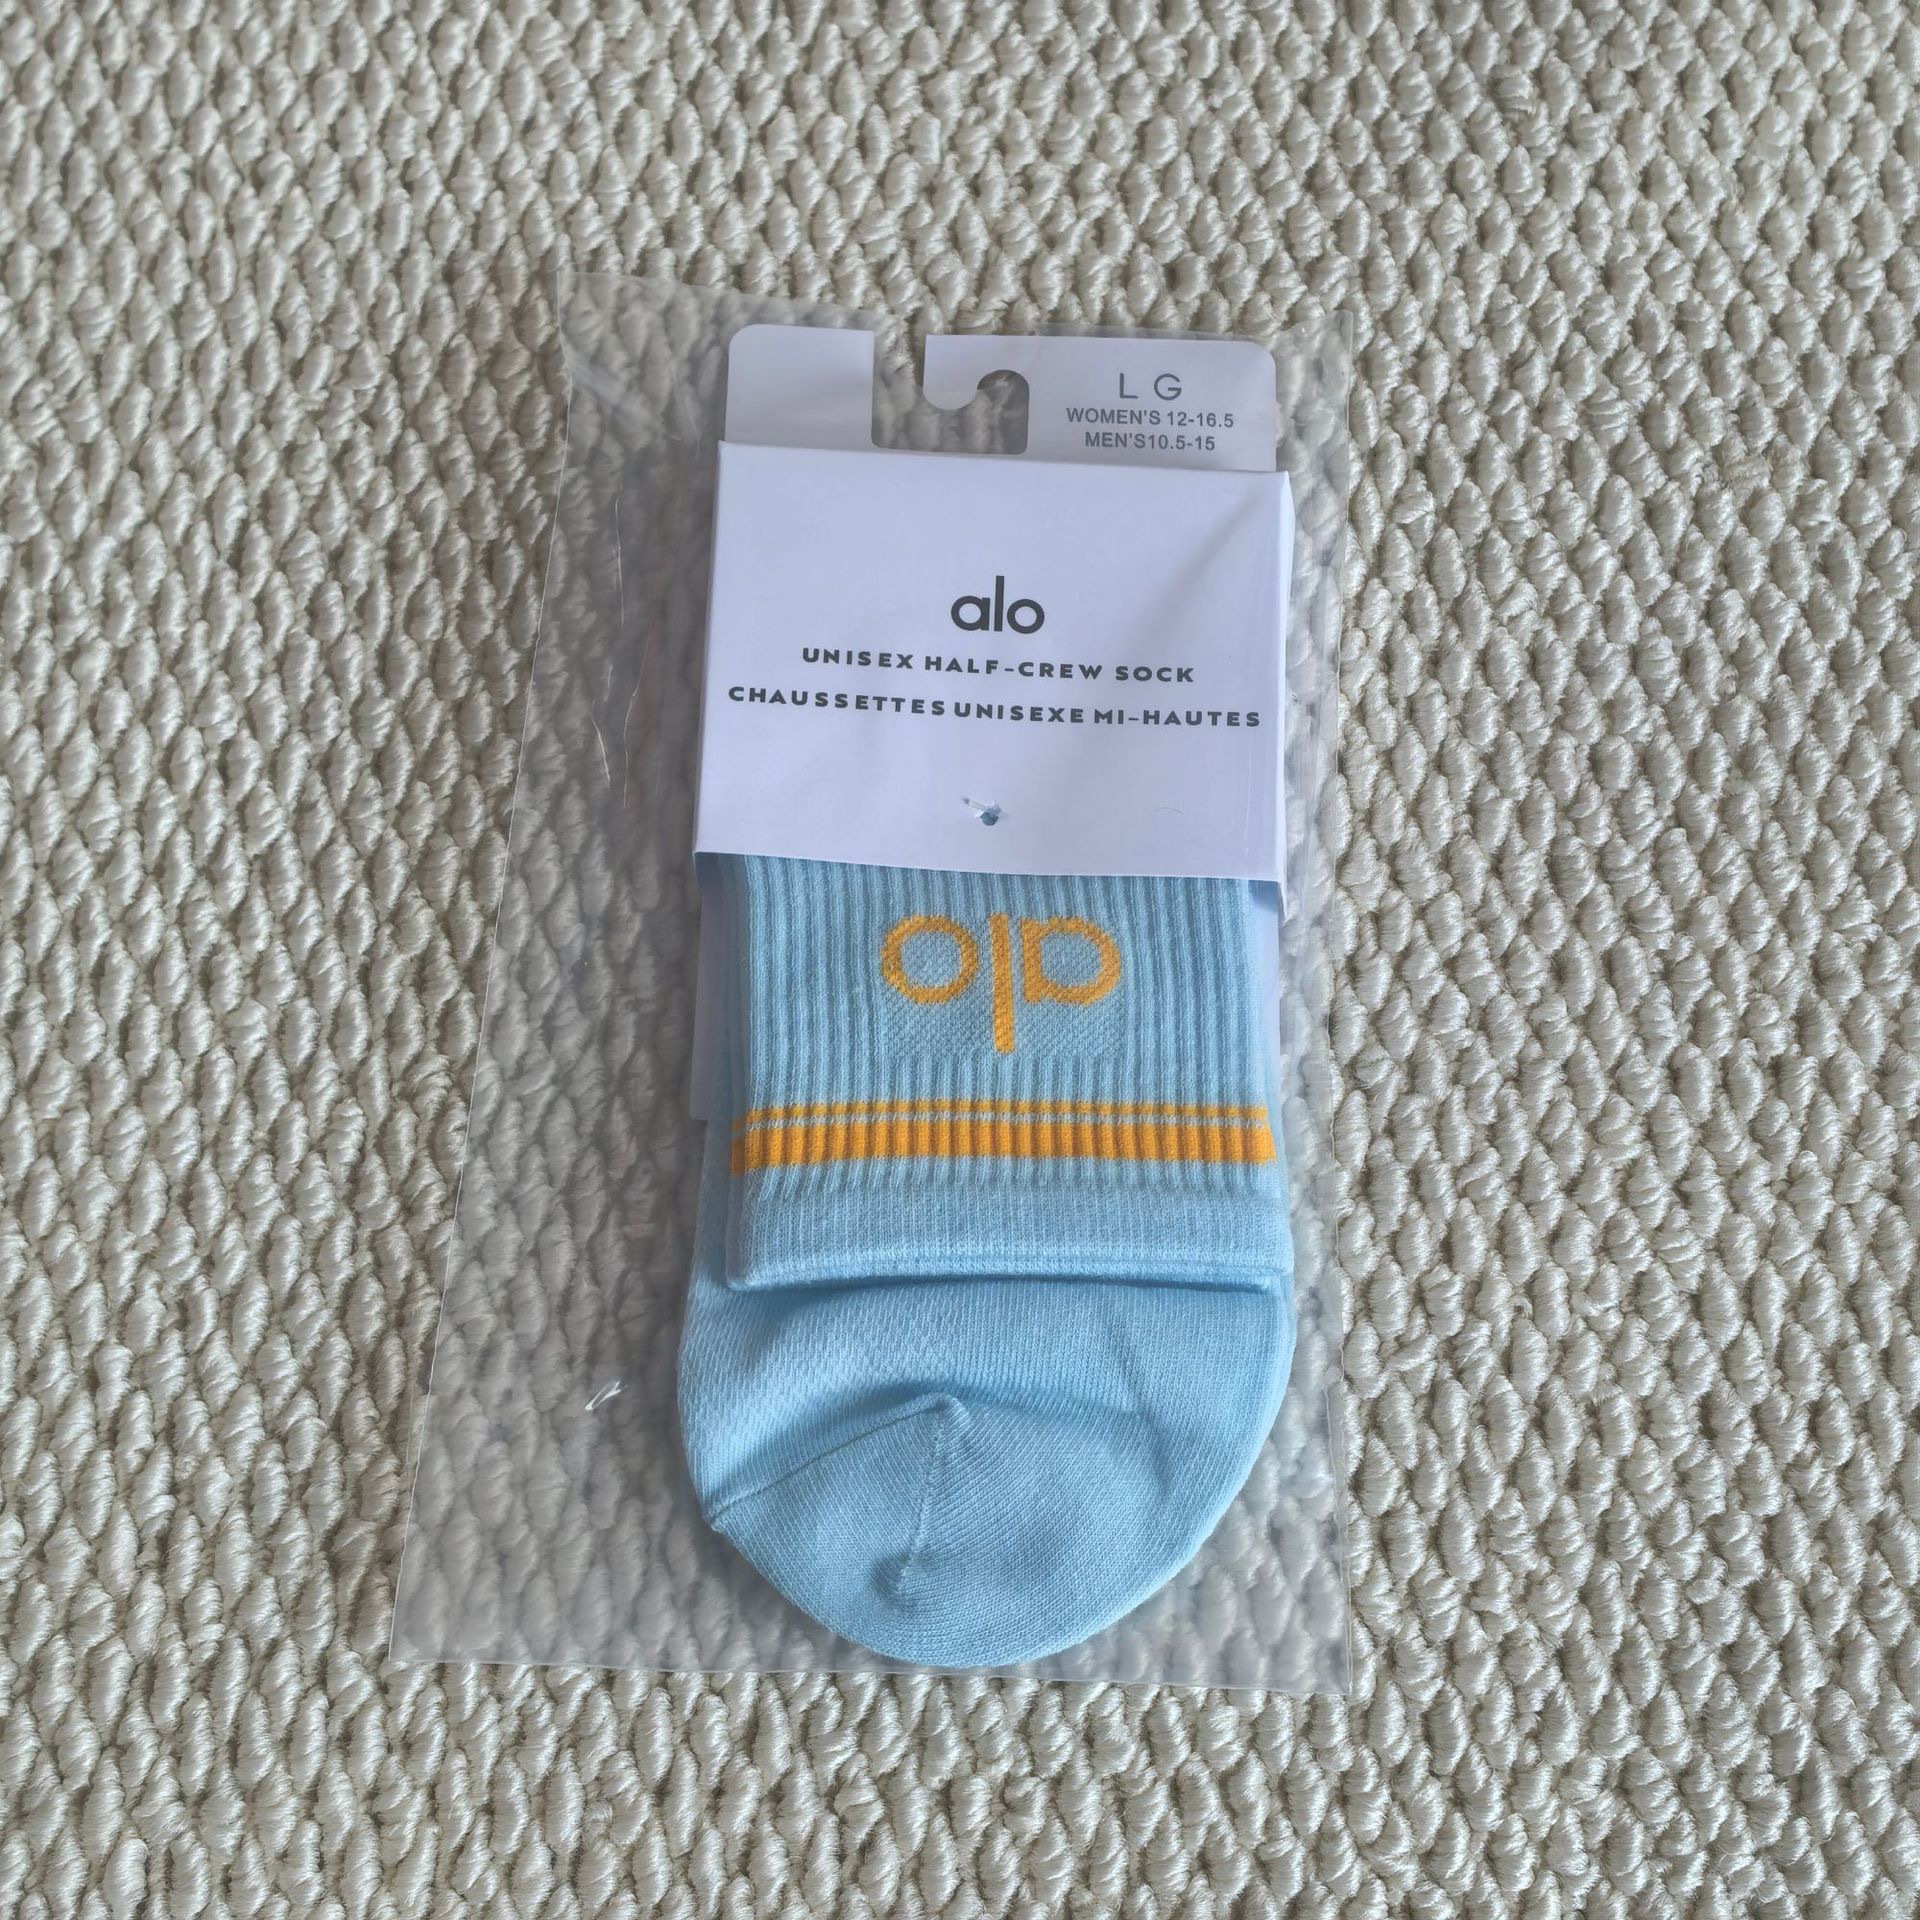 L G
WOMEN'S 12-16.5
MEN'S10.5-15
alo
UNISEX HALF-CREW SOCK
CHAUSSETTES UNISEXE MI-HAUTES
alo